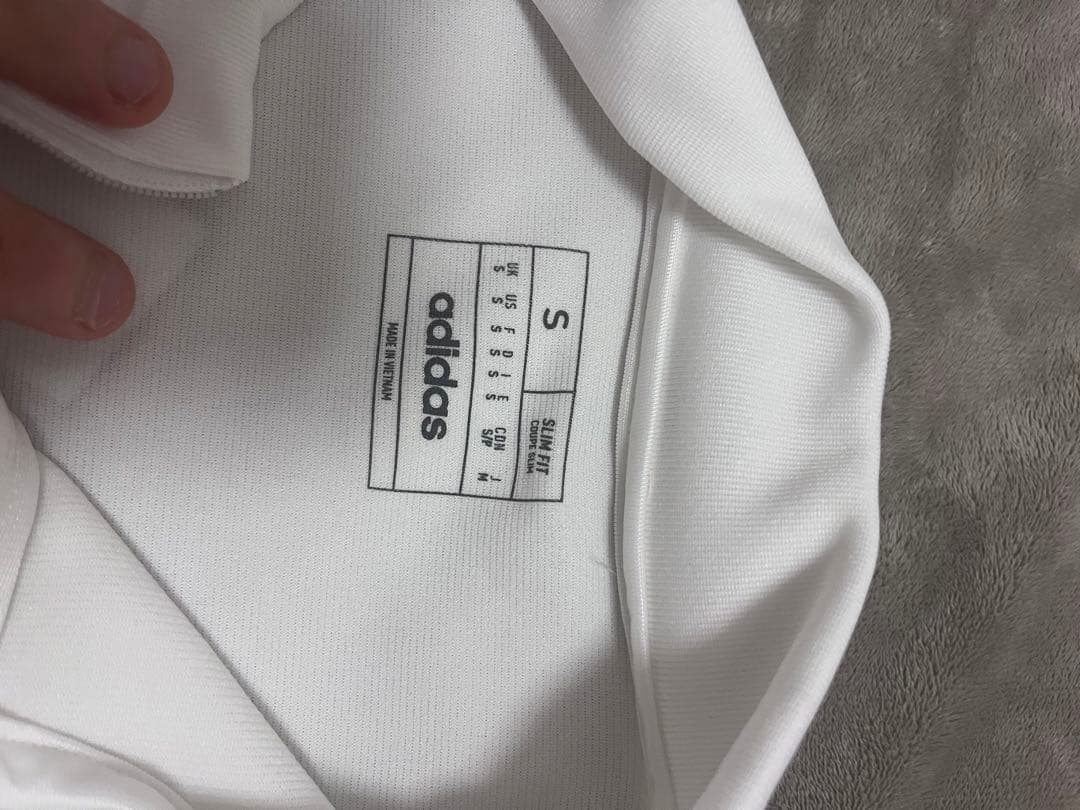 S
SLIM FIT
COUPE SLIM
UK US F D I E CDN J
S S S S S S S/P M
adidas
MADE IN VIETNAM